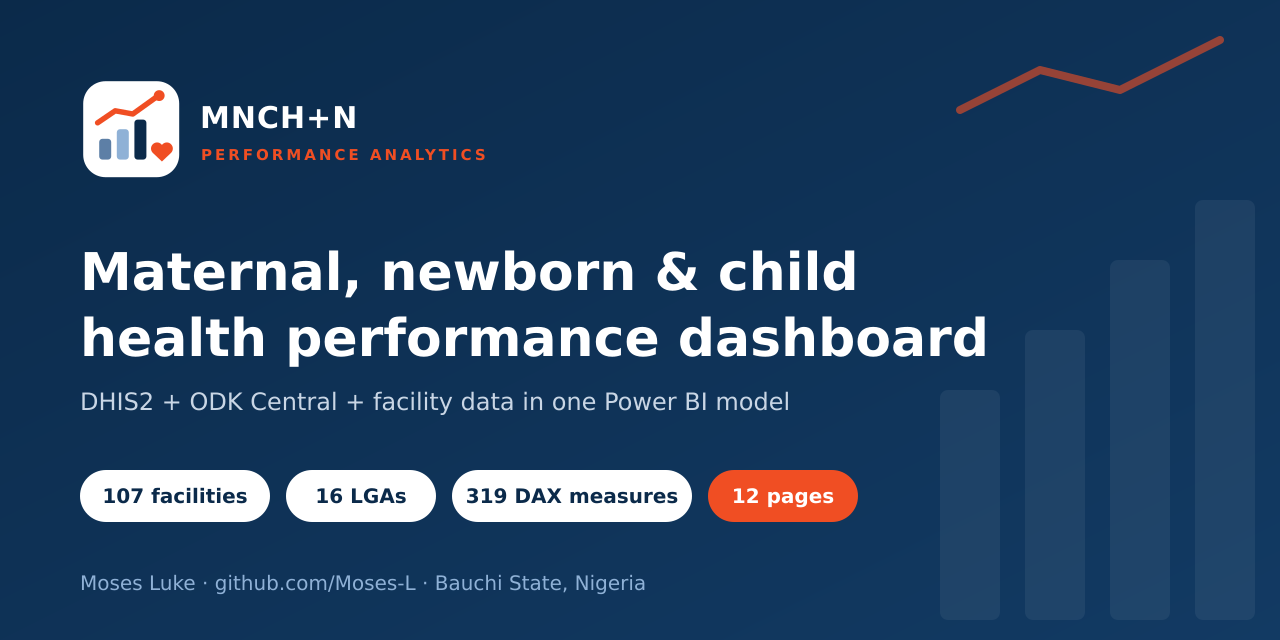 MNCH+N
PERFORMANCE ANALYTICS
Maternal, newborn & child
health performance dashboard
DHIS2 + ODK Central + facility data in one Power BI model
107 facilities
16 LGAs
319 DAX measures
12 pages
Moses Luke · github.com/Moses-L · Bauchi State, Nigeria